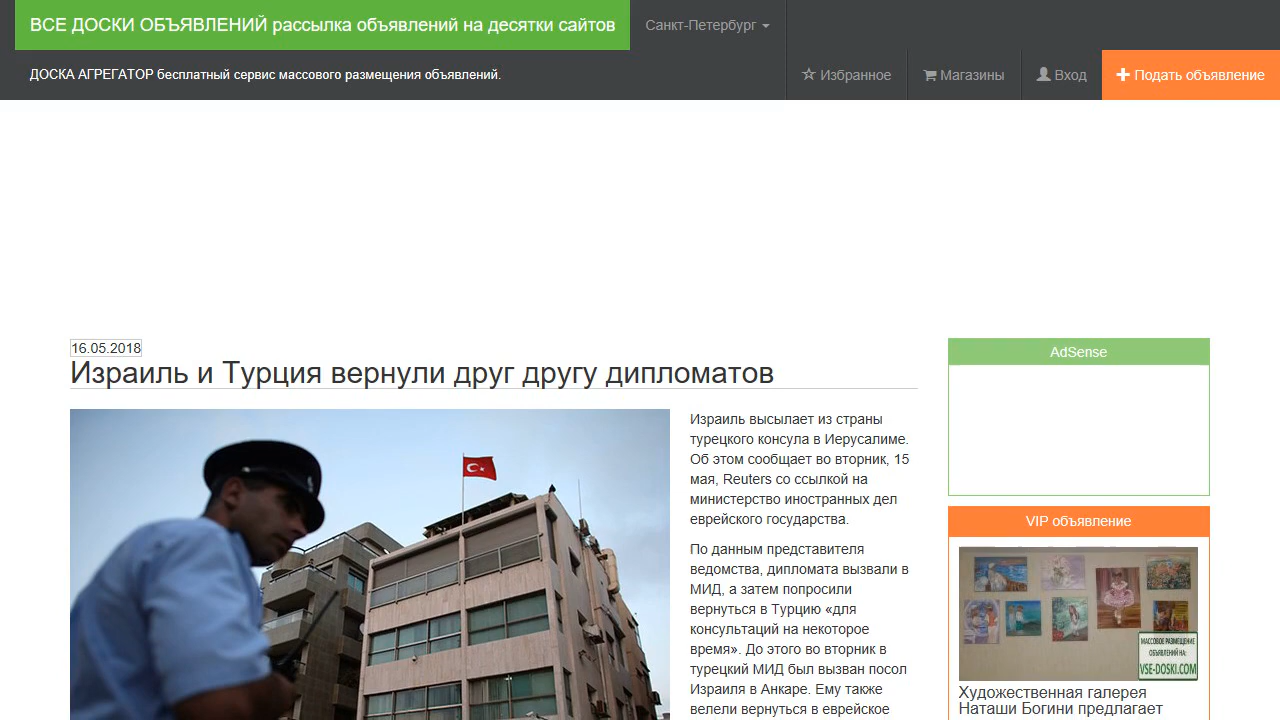 ВСЕ ДОСКИ ОБЪЯВЛЕНИЙ рассылка объявлений на десятки сайтов
Санкт-Петербург
ДОСКА АГРЕГАТОР бесплатный сервис массового размещения объявлений.
Избранное
Магазины
Вход
Подать объявление
16.05.2018
Израиль и Турция вернули друг другу дипломатов
Израиль высылает из страны
турецкого консула в Иерусалиме.
Об этом сообщает во вторник, 15
мая, Reuters со ссылкой на
министерство иностранных дел
еврейского государства.
По данным представителя
ведомства, дипломата вызвали в
МИД, а затем попросили
вернуться в Турцию «для
консультаций на некоторое
время». До этого во вторник в
турецкий МИД был вызван посол
Израиля в Анкаре. Ему также
велели вернуться в еврейское
AdSense
VIP объявление
МАССОВОЕ РАЗМЕЩЕНИЕ
ОБЪЯВЛЕНИЙ НА:
VSE-DOSKI.COM
Художественная галерея
Наташи Богини предлагает